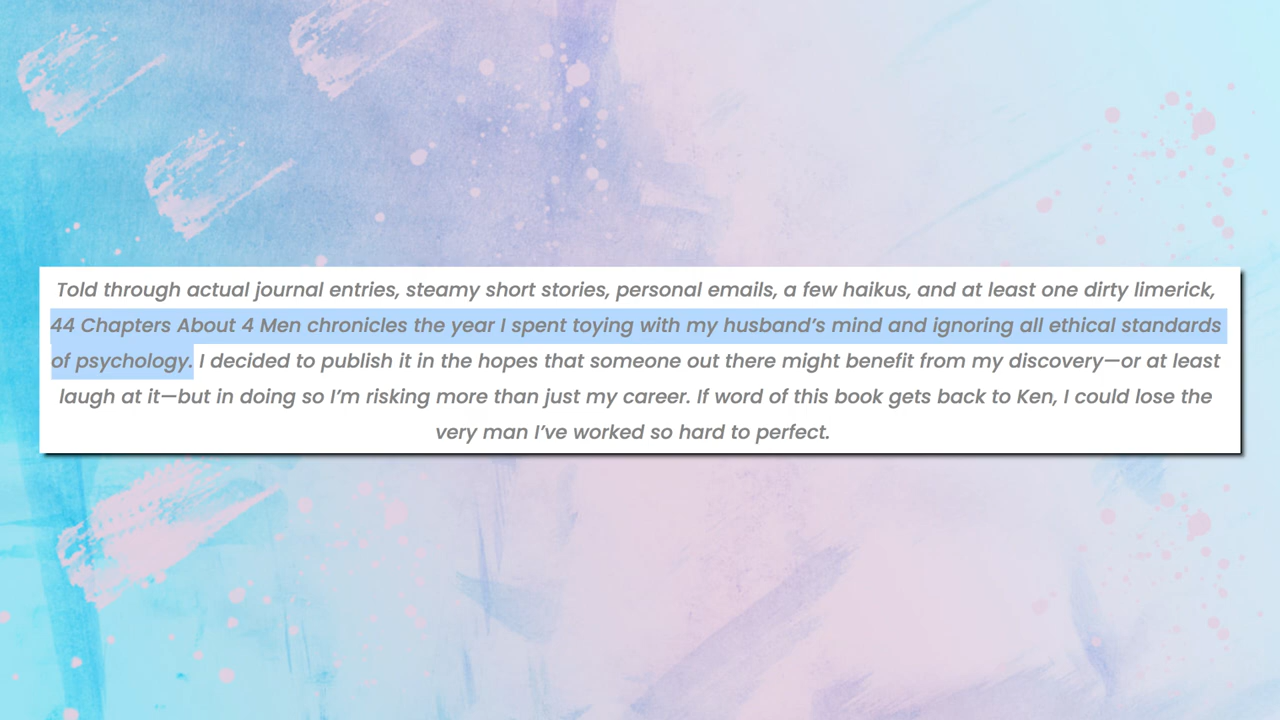 Told through actual journal entries, steamy short stories, personal emails, a few haikus, and at least one dirty limerick,
44 Chapters About 4 Men chronicles the year I spent toying with my husband’s mind and ignoring all ethical standards
of psychology. I decided to publish it in the hopes that someone out there might benefit from my discovery—or at least
laugh at it—but in doing so I’m risking more than just my career. If word of this book gets back to Ken, I could lose the
very man I’ve worked so hard to perfect.